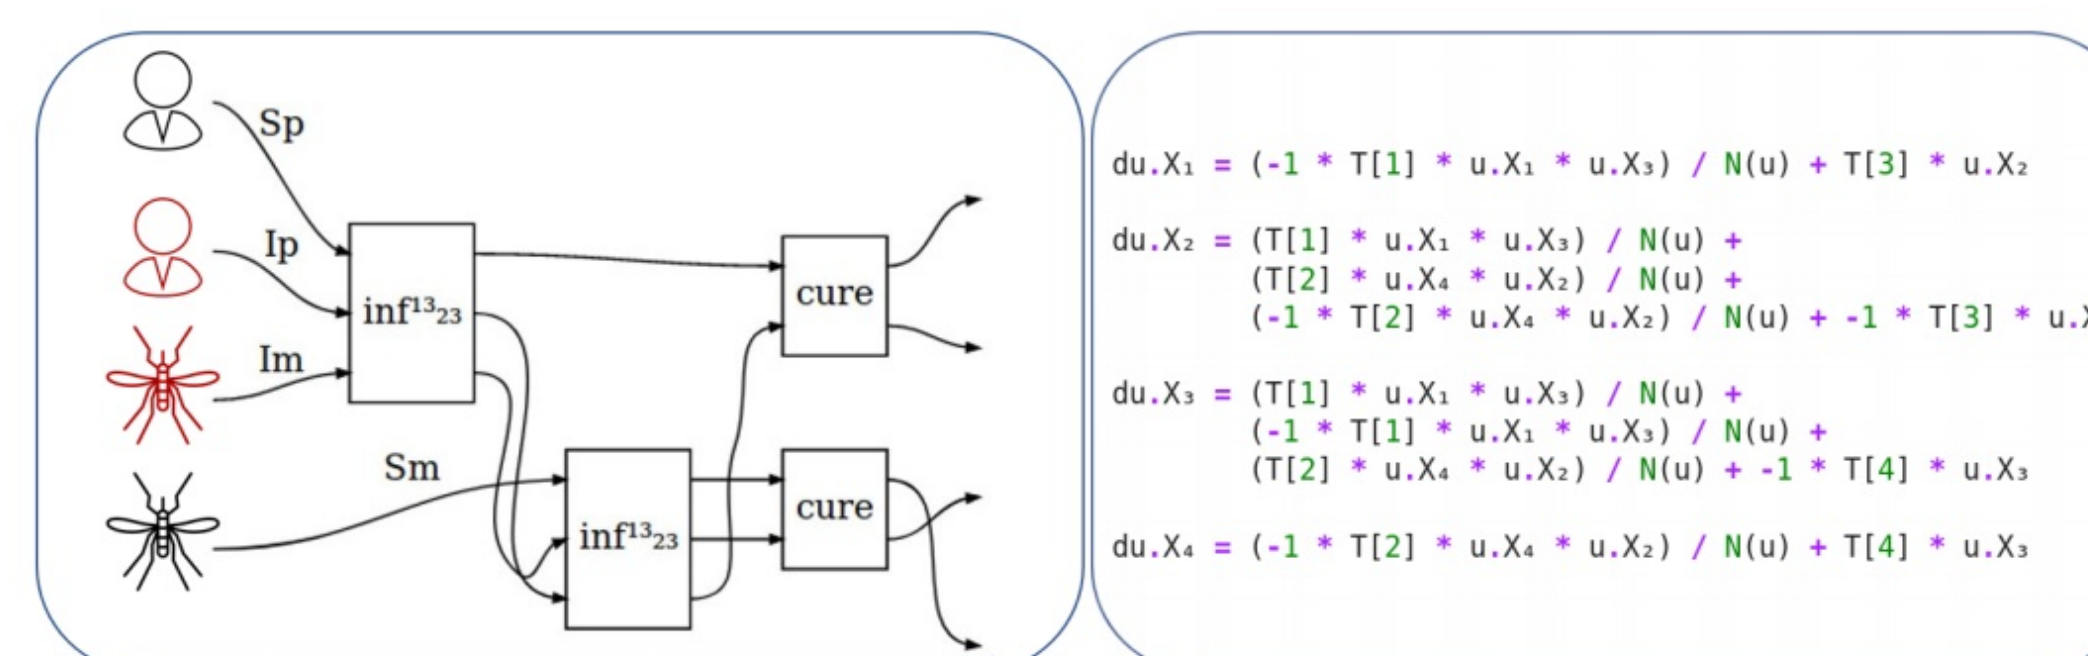 Sp
Ip
Im
Sm
inf¹³₂₃
cure
inf¹³₂₃
cure
du.X₁ = (-1 * T[1] * u.X₁ * u.X₃) / N(u) + T[3] * u.X₂
du.X₂ = (T[1] * u.X₁ * u.X₃) / N(u) +
(T[2] * u.X₄ * u.X₂) / N(u) +
(-1 * T[2] * u.X₄ * u.X₂) / N(u) + -1 * T[3] * u.
du.X₃ = (T[1] * u.X₁ * u.X₃) / N(u) +
(-1 * T[1] * u.X₁ * u.X₃) / N(u) +
(T[2] * u.X₄ * u.X₂) / N(u) + -1 * T[4] * u.X₃
du.X₄ = (-1 * T[2] * u.X₄ * u.X₂) / N(u) + T[4] * u.X₃